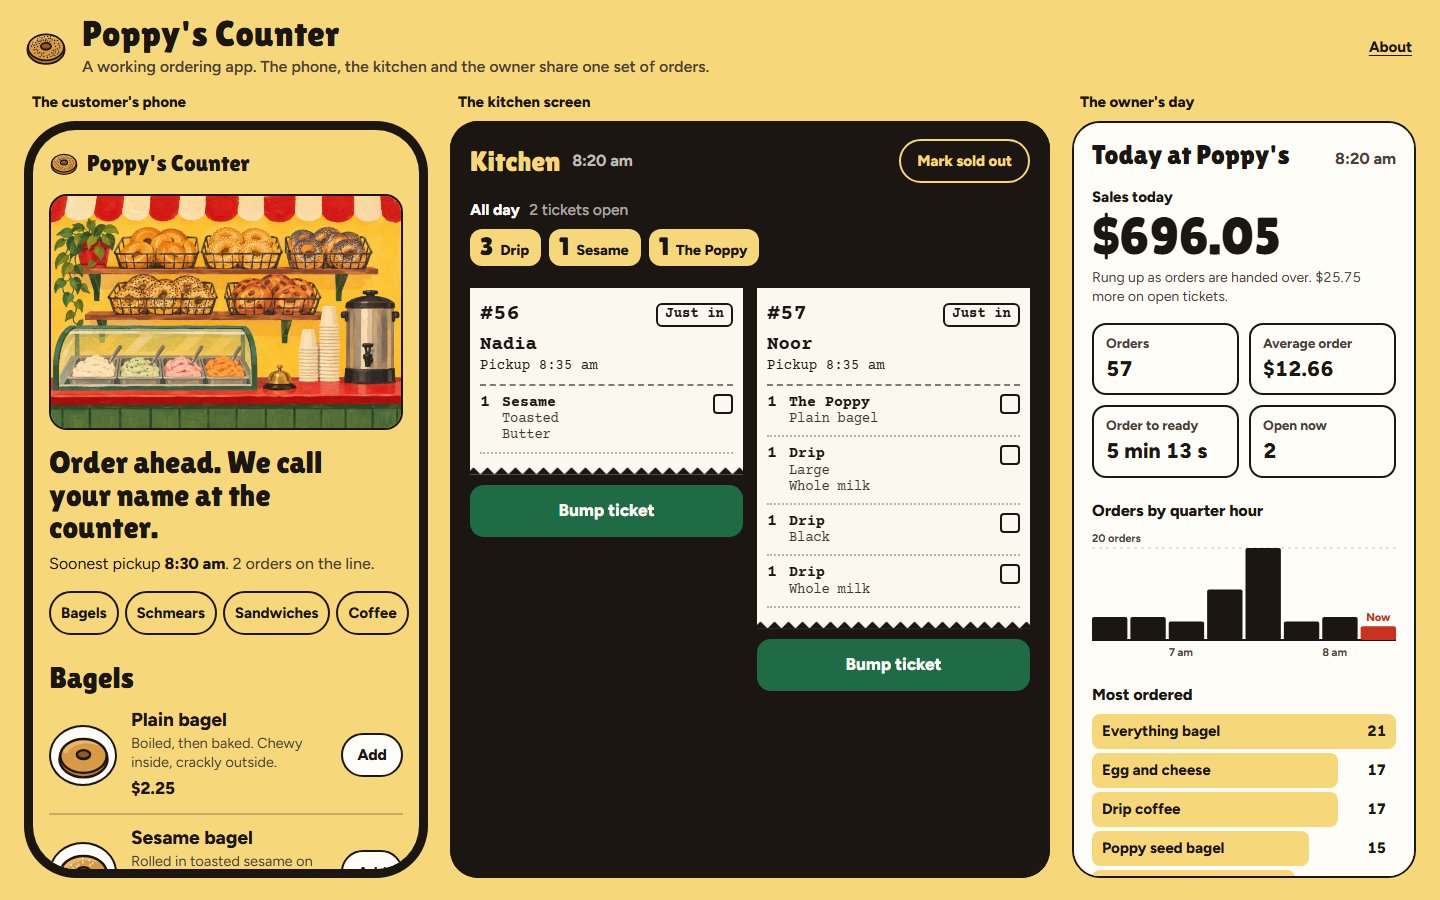 Poppy's Counter
A working ordering app. The phone, the kitchen and the owner share one set of orders.
About
The customer's phone
Poppy's Counter
Order ahead. We call
your name at the
counter.
Soonest pickup 8:30 am. 2 orders on the line.
Bagels
Schmears
Sandwiches
Coffee
Bagels
Plain bagel
Boiled, then baked. Chewy
inside, crackly outside.
$2.25
Add
Sesame bagel
Rolled in toasted sesame on
The kitchen screen
Kitchen
8:20 am
Mark sold out
All day 2 tickets open
3 Drip
1 Sesame
1 The Poppy
#56
Just in
Nadia
Pickup 8:35 am
1 Sesame
Toasted
Butter
Bump ticket
#57
Just in
Noor
Pickup 8:35 am
1 The Poppy
Plain bagel
1 Drip
Large
Whole milk
1 Drip
Black
1 Drip
Whole milk
Bump ticket
The owner's day
Today at Poppy's
8:20 am
Sales today
$696.05
Rung up as orders are handed over. $25.75
more on open tickets.
Orders
57
Average order
$12.66
Order to ready
5 min 13 s
Open now
2
Orders by quarter hour
20 orders
Now
7 am
8 am
Most ordered
Everything bagel 21
Egg and cheese 17
Drip coffee 17
Poppy seed bagel 15